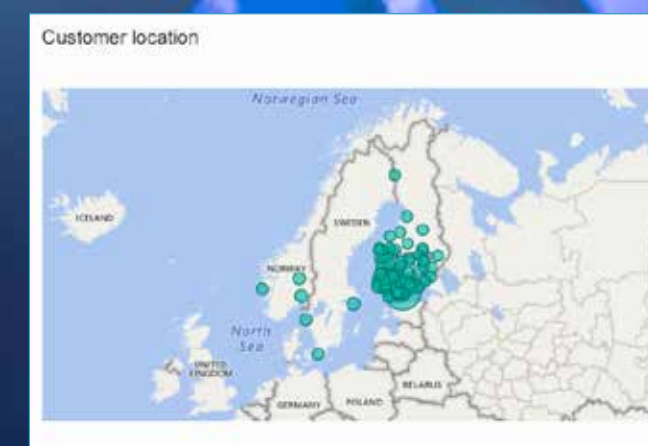 Customer location
Norwegian Sea
ICELAND
SWEDEN
NORWAY
North
Sea
UNITED
KINGDOM
GERMANY
POLAND
BELARUS